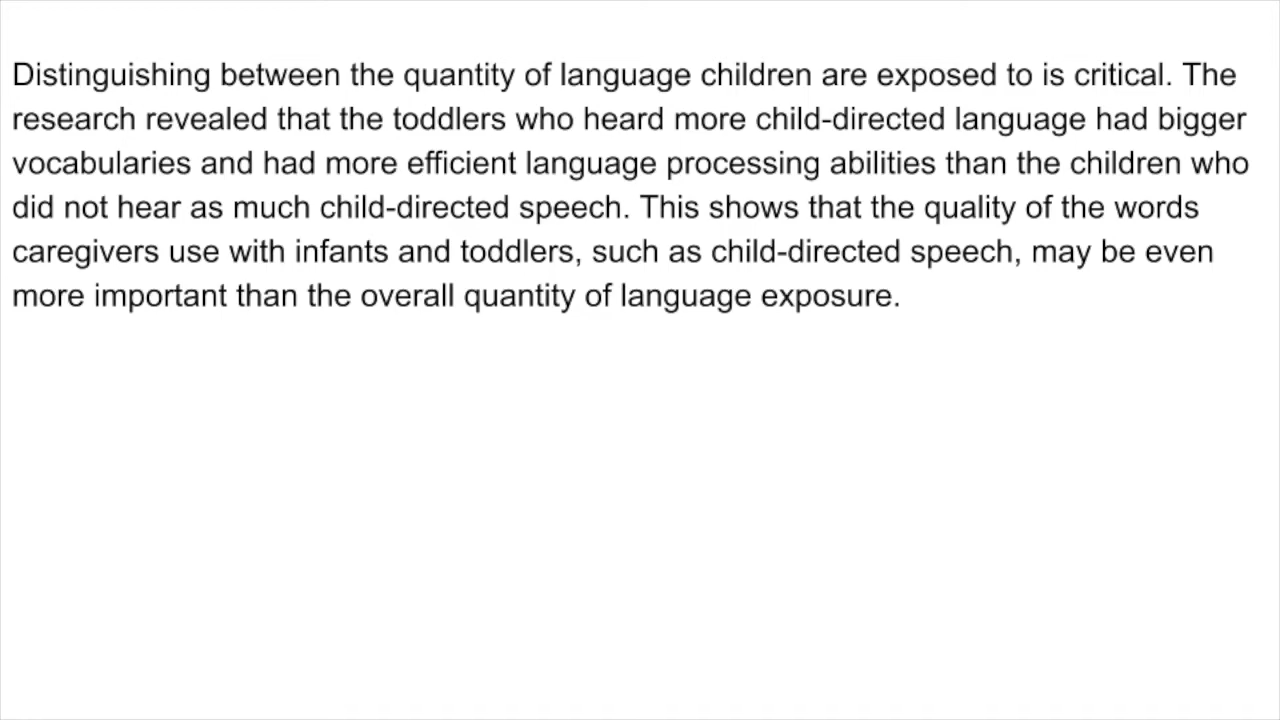 Distinguishing between the quantity of language children are exposed to is critical. The
research revealed that the toddlers who heard more child-directed language had bigger
vocabularies and had more efficient language processing abilities than the children who
did not hear as much child-directed speech. This shows that the quality of the words
caregivers use with infants and toddlers, such as child-directed speech, may be even
more important than the overall quantity of language exposure.